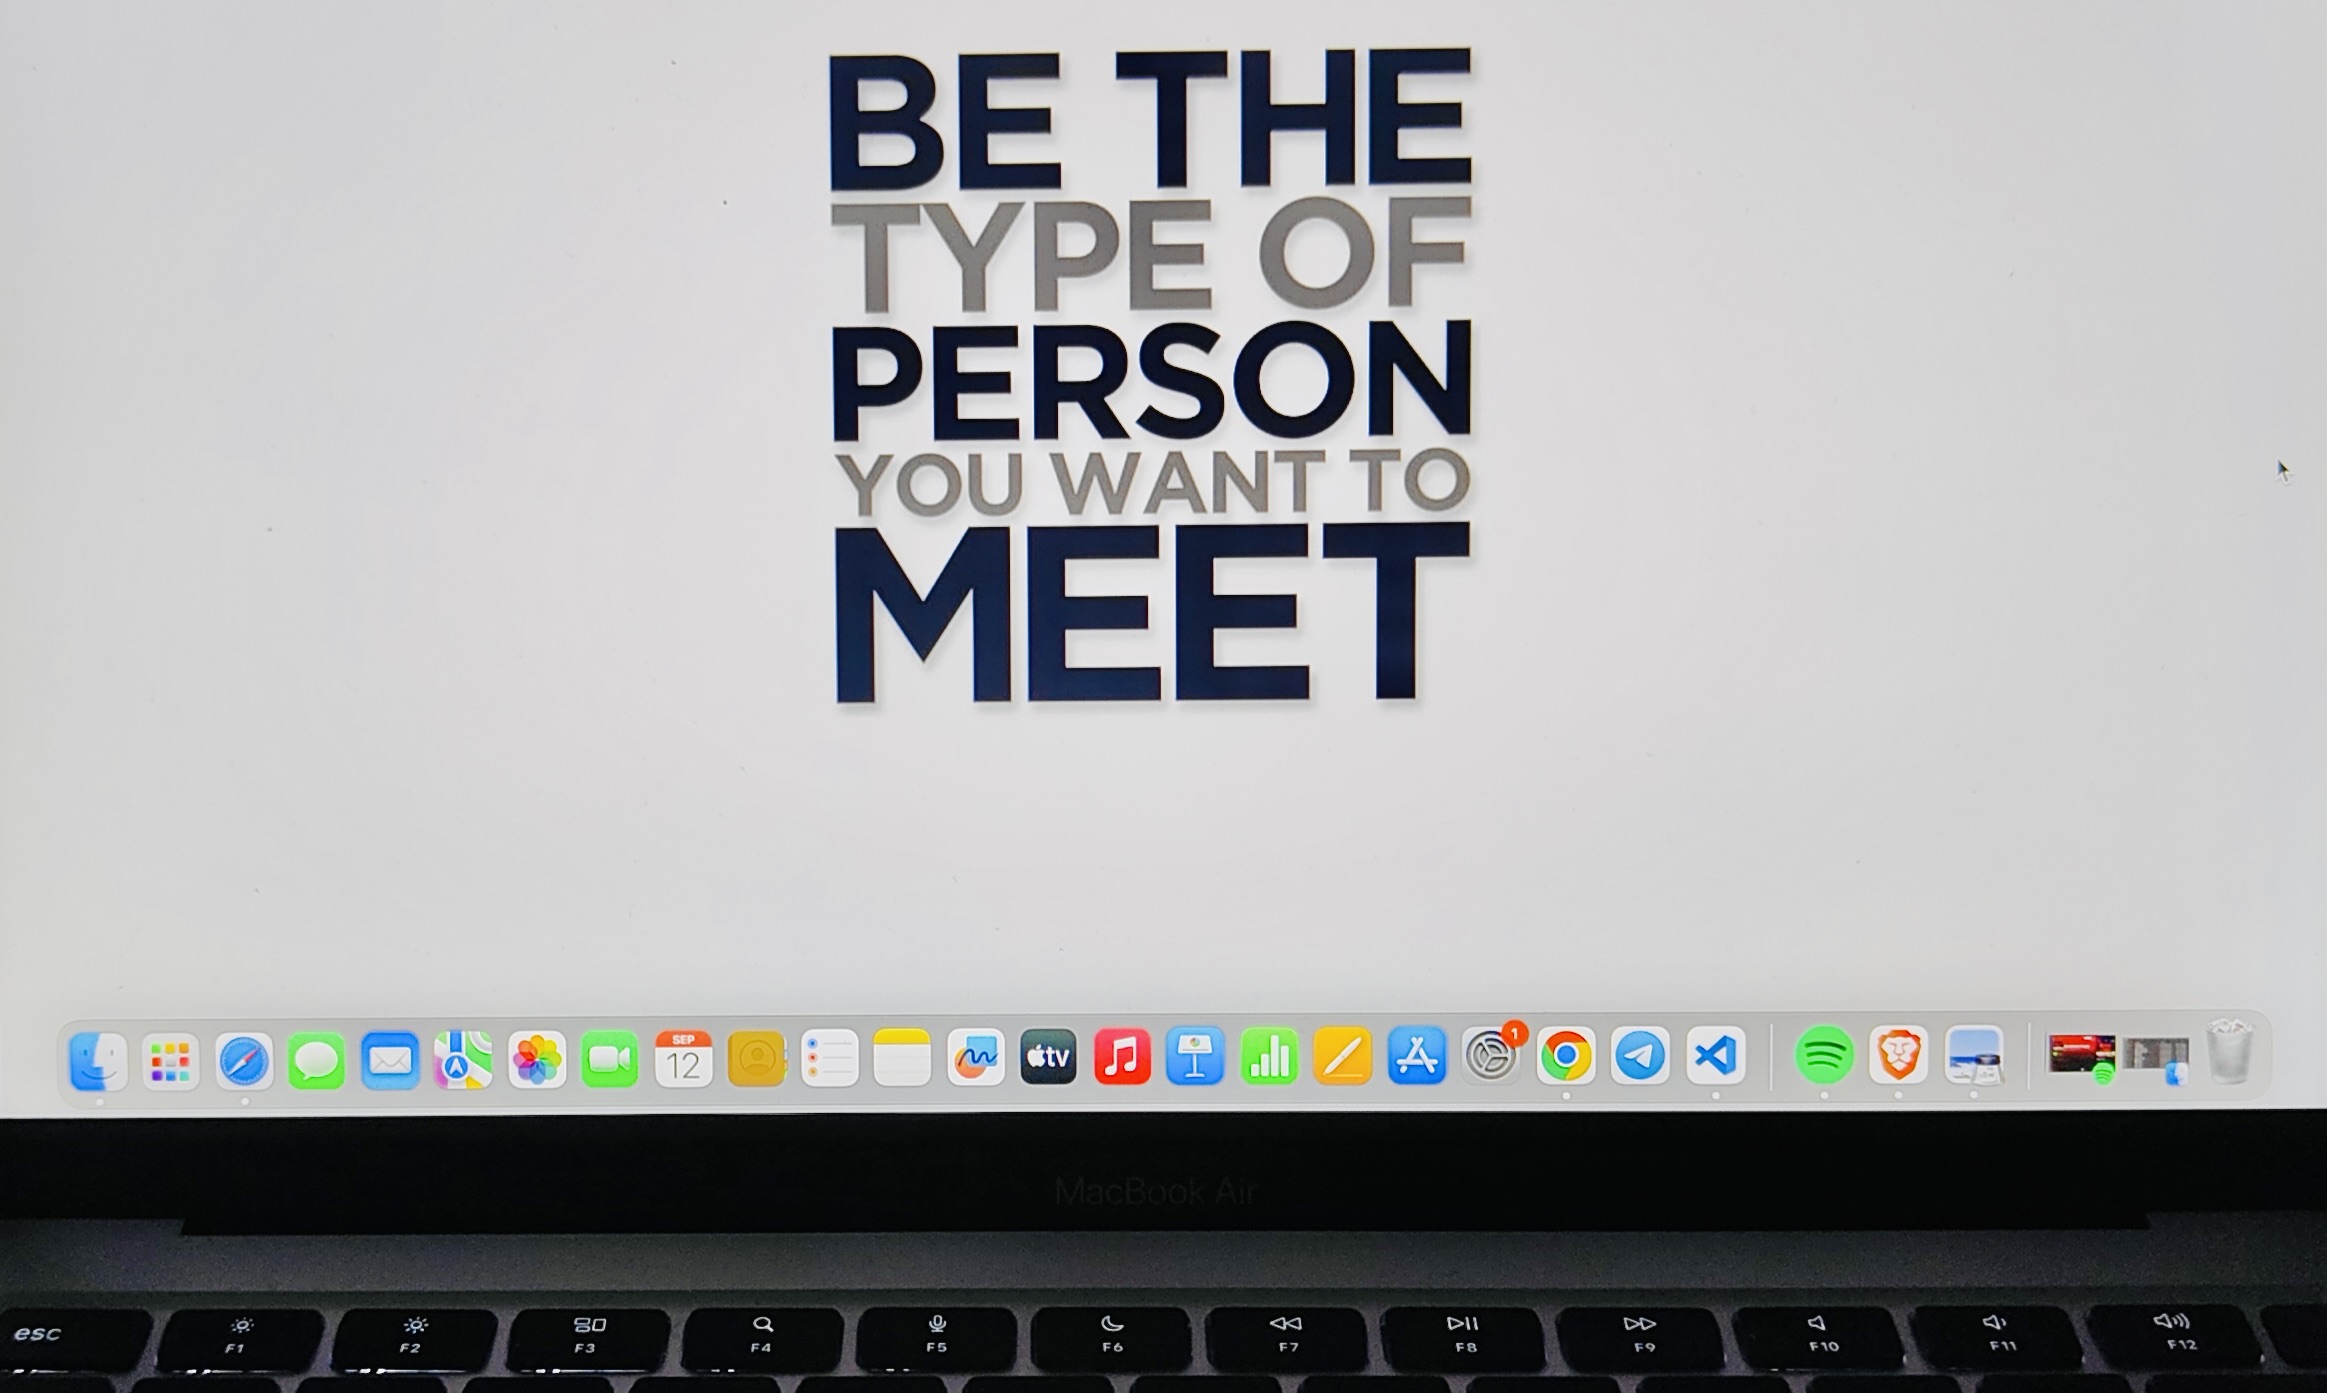 BE THE
TYPE OF
PERSON
YOU WANT TO
MEET
SEP
12
tv
1
MacBook Air
esc
F1
F2
F3
F4
F5
F6
F7
F8
F9
F10
F11
F12